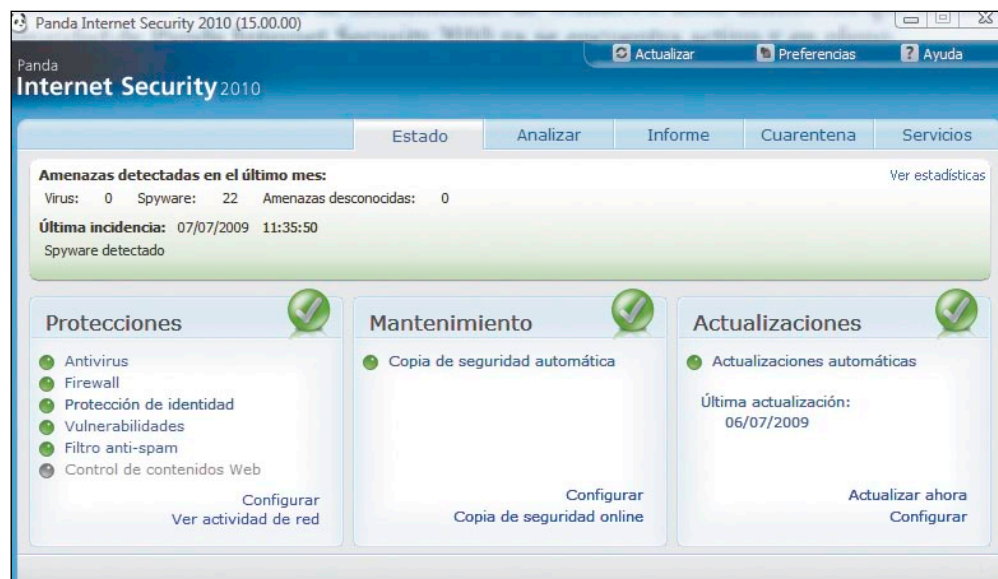 Panda Internet Security 2010 (15.00.00)
Actualizar Preferencias ? Ayuda
Panda
Internet Security 2010
Estado Analizar Informe Cuarentena Servicios
Amenazas detectadas en el último mes: Ver estadísticas
Virus: 0 Spyware: 22 Amenazas desconocidas: 0
Última incidencia: 07/07/2009 11:35:50
Spyware detectado
Protecciones
Antivirus
Firewall
Protección de identidad
Vulnerabilidades
Filtro anti-spam
Control de contenidos Web
Configurar
Ver actividad de red
Mantenimiento
Copia de seguridad automática
Configurar
Copia de seguridad online
Actualizaciones
Actualizaciones automáticas
Última actualización:
06/07/2009
Actualizar ahora
Configurar